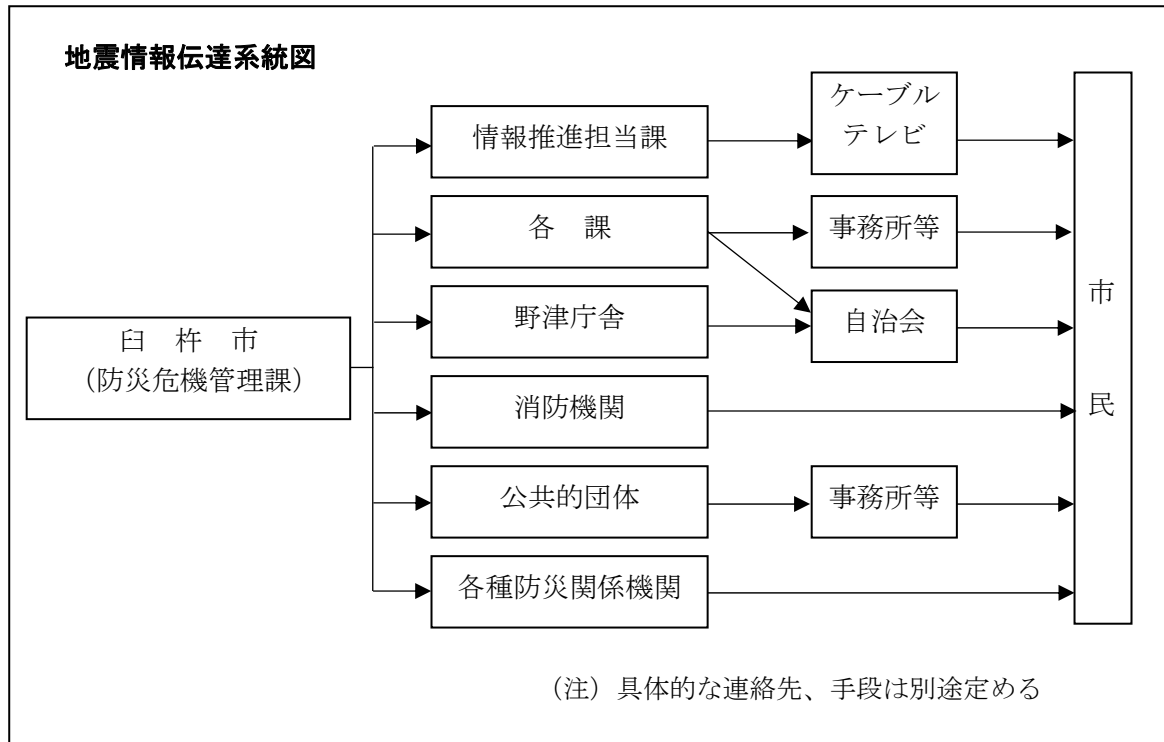 地震情報伝達系統図
臼 杵 市
（防災危機管理課）
情報推進担当課
各 課
野津庁舎
消防機関
公共的団体
各種防災関係機関
ケーブル
テレビ
事務所等
自治会
事務所等
市
民
（注）具体的な連絡先、手段は別途定める